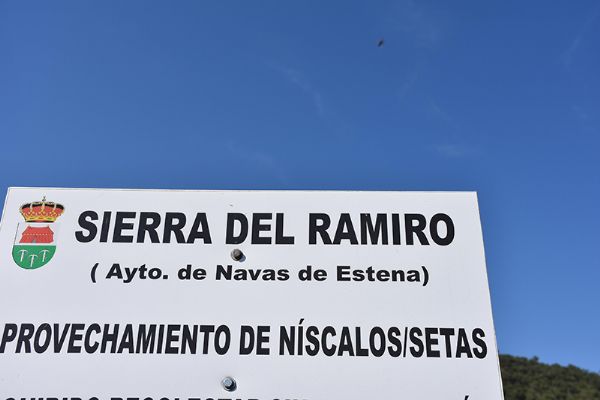 SIERRA DEL RAMIRO
( Ayto. de Navas de Estena)
PROVECHAMIENTO DE NÍSCALOS/SETAS